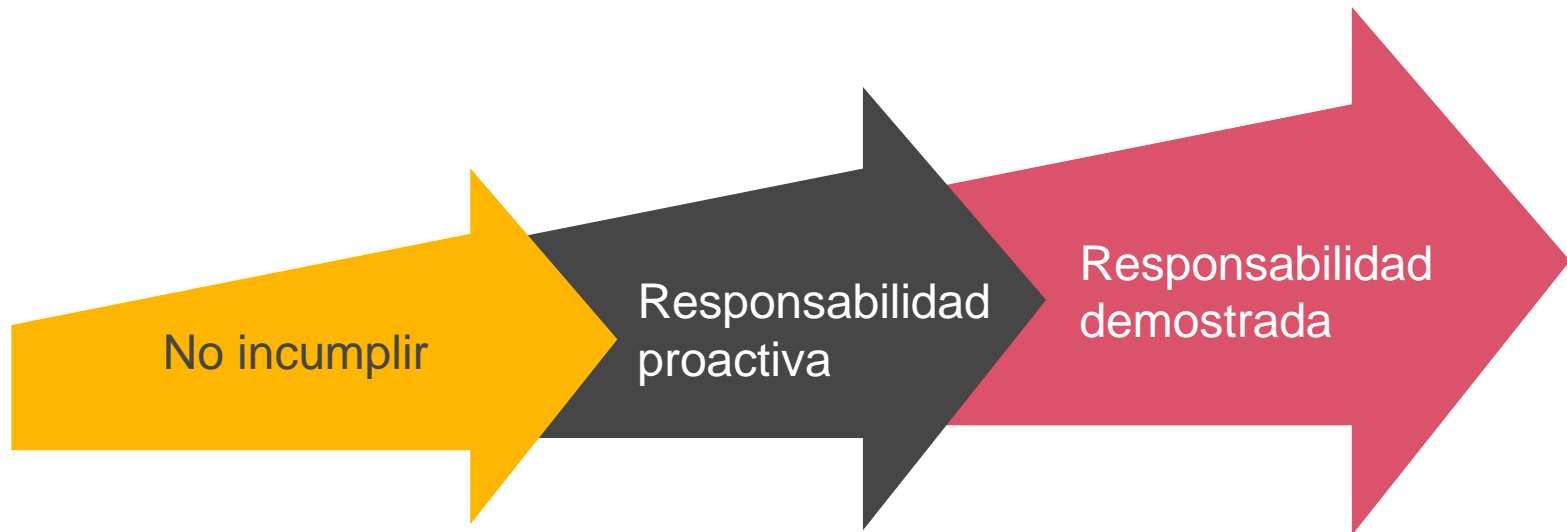 No incumplir
Responsabilidad
proactiva
Responsabilidad
demostrada